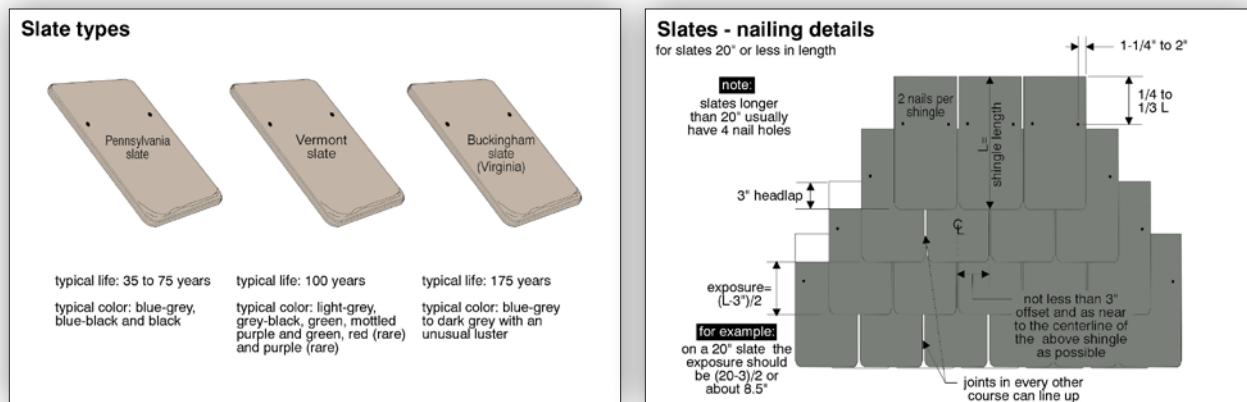 Slate types
Pennsylvania
slate
Vermont
slate
Buckingham
slate
(Virginia)
typical life: 35 to 75 years
typical color: blue-grey,
blue-black and black
typical life: 100 years
typical color: light-grey,
grey-black, green, mottled
purple and green, red (rare)
and purple (rare)
typical life: 175 years
typical color: blue-grey
to dark grey with an
unusual luster
Slates - nailing details
for slates 20" or less in length
1-1/4" to 2"
note:
slates longer
than 20" usually
have 4 nail holes
2 nails per
shingle
L=
shingle length
1/4 to
1/3 L
3" headlap
℄
exposure=
(L-3")/2
not less than 3"
offset and as near
to the centerline of
the above shingle
as possible
for example:
on a 20" slate the
exposure should
be (20-3)/2 or
about 8.5"
joints in every other
course can line up